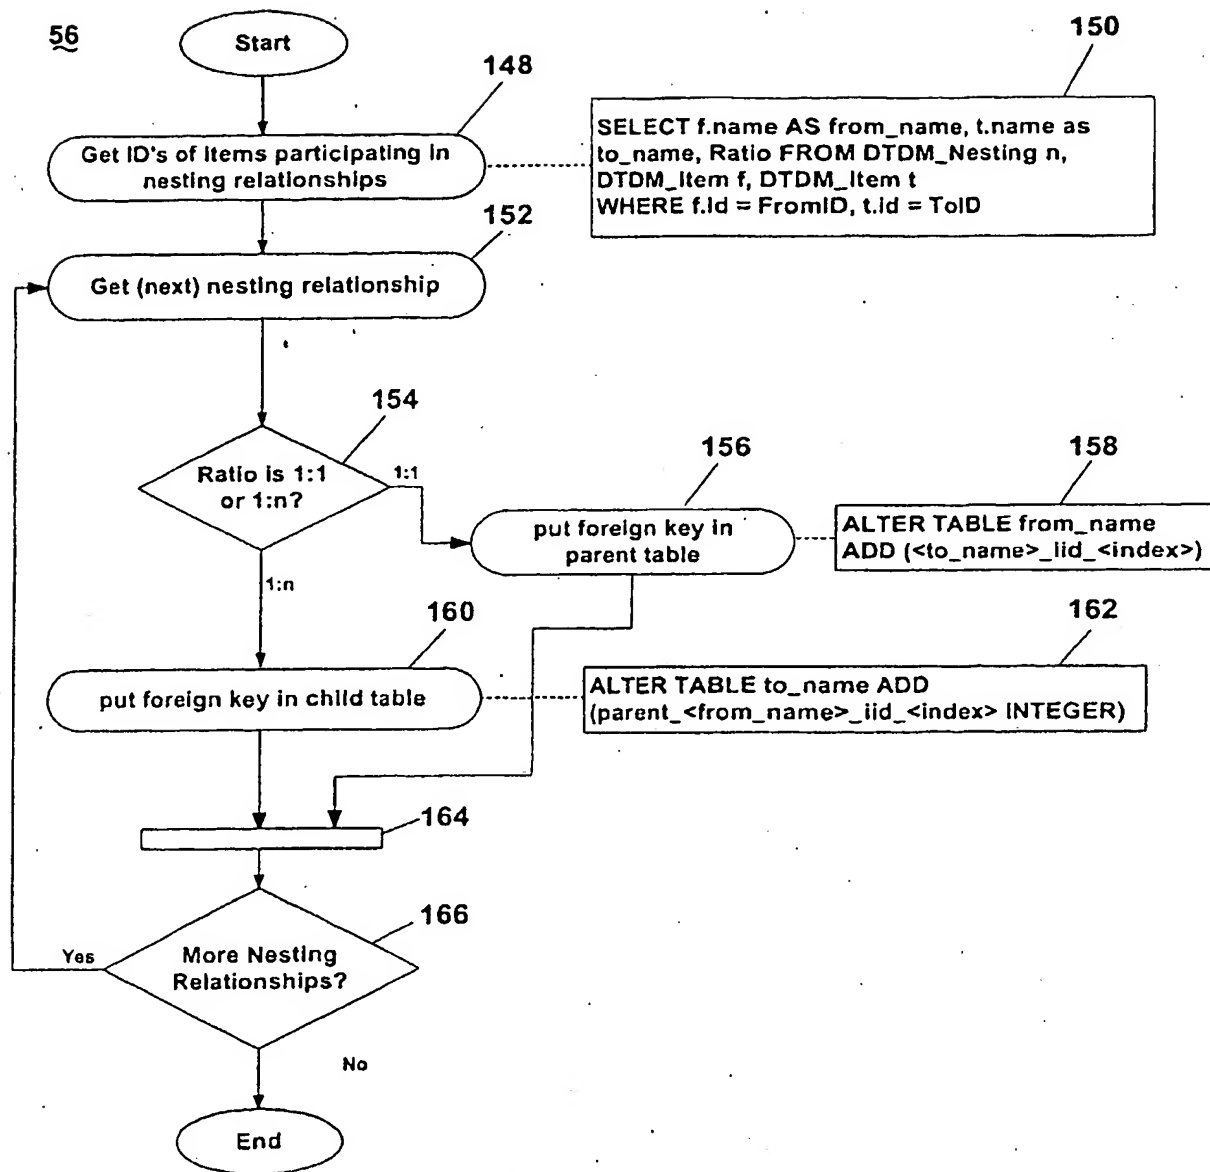 56
Start
148
150
Get ID's of Items participating in
nesting relationships
SELECT f.name AS from_name, t.name as
to_name, Ratio FROM DTDM_Nesting n,
DTDM_Item f, DTDM_Item t
WHERE f.id = FromID, t.id = ToID
152
Get (next) nesting relationship
154
Ratio is 1:1
or 1:n?
1:1
1:n
156
put foreign key in
parent table
158
ALTER TABLE from_name
ADD (<to_name>_iid_<index>)
160
put foreign key in child table
162
ALTER TABLE to_name ADD
(parent_<from_name>_iid_<index> INTEGER)
164
166
More Nesting
Relationships?
Yes
No
End